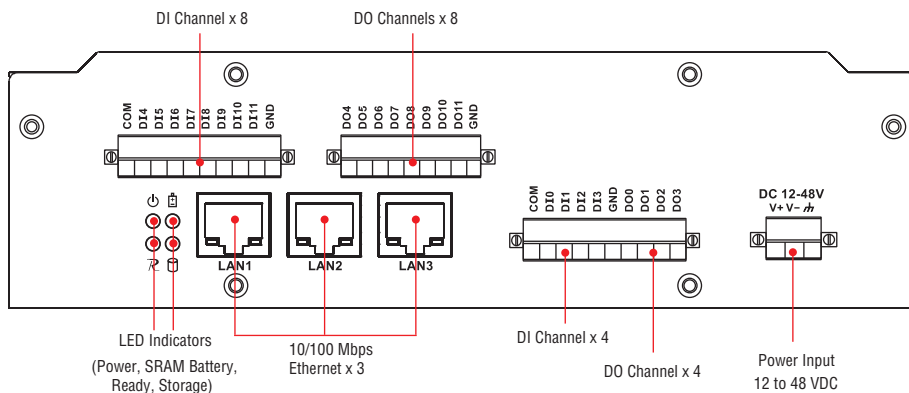 DI Channel x 8
DO Channels x 8
COM
DI4
DI5
DI6
DI7
DI8
DI9
DI10
DI11
GND
DO4
DO5
DO6
DO7
DO8
DO9
DO10
DO11
GND
COM
DI0
DI1
DI2
DI3
GND
DO0
DO1
DO2
DO3
DC 12-48V
V+ V-
LAN1
LAN2
LAN3
LED Indicators
(Power, SRAM Battery,
Ready, Storage)
10/100 Mbps
Ethernet x 3
DI Channel x 4
DO Channel x 4
Power Input
12 to 48 VDC